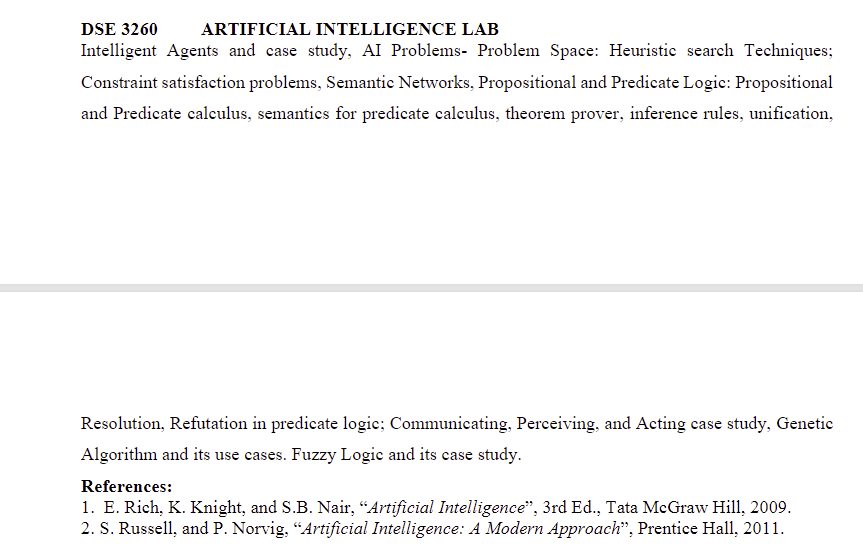 DSE 3260 ARTIFICIAL INTELLIGENCE LAB
Intelligent Agents and case study, AI Problems- Problem Space: Heuristic search Techniques;
Constraint satisfaction problems, Semantic Networks, Propositional and Predicate Logic: Propositional
and Predicate calculus, semantics for predicate calculus, theorem prover, inference rules, unification,
Resolution, Refutation in predicate logic; Communicating, Perceiving, and Acting case study, Genetic
Algorithm and its use cases. Fuzzy Logic and its case study.
References:
1. E. Rich, K. Knight, and S.B. Nair, “Artificial Intelligence”, 3rd Ed., Tata McGraw Hill, 2009.
2. S. Russell, and P. Norvig, “Artificial Intelligence: A Modern Approach”, Prentice Hall, 2011.